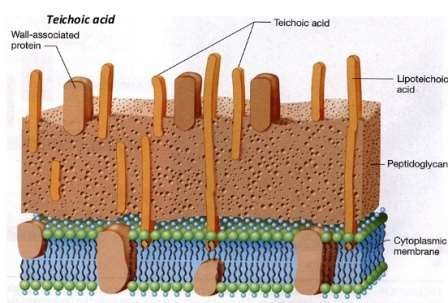 Teichoic acid
Wall-associated
protein
Teichoic acid
Lipoteichoic
acid
Peptidoglycan
Cytoplasmic
membrane